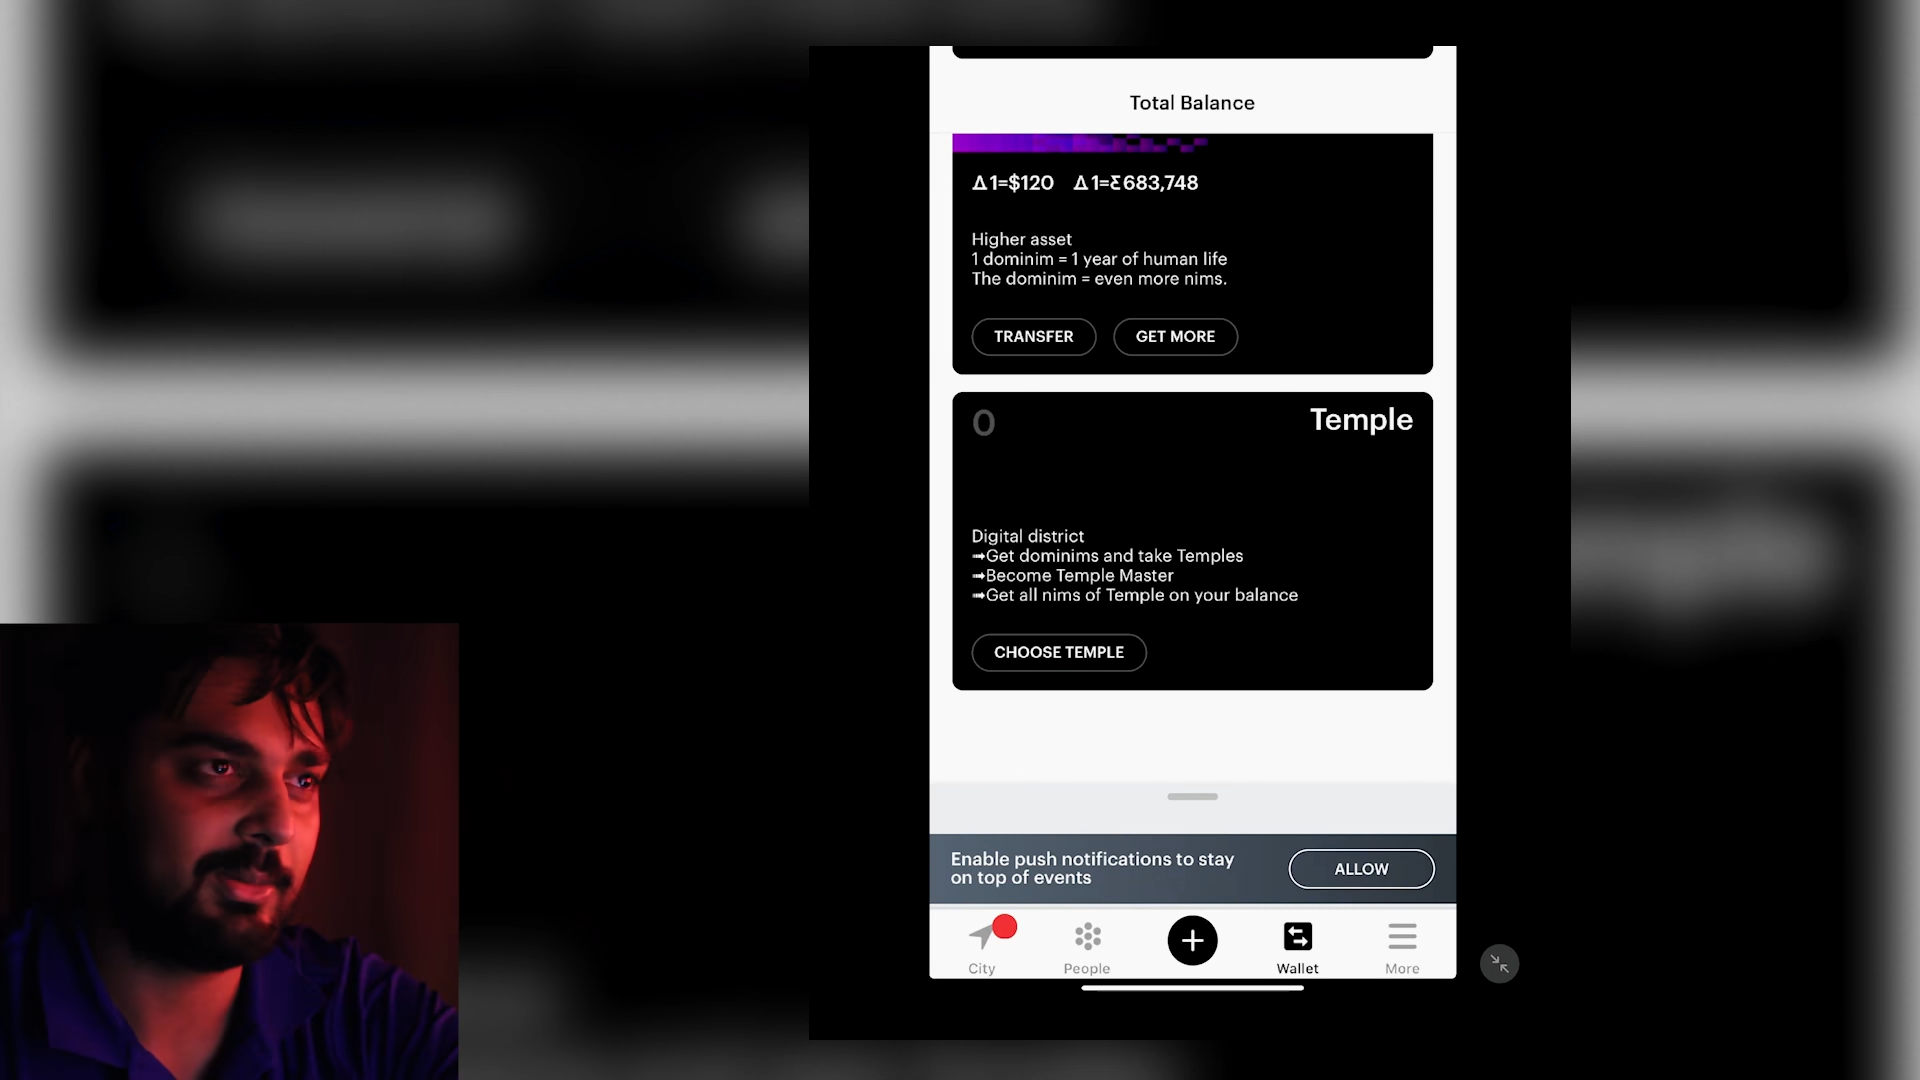 Total Balance
Δ1=$120 Δ1=Ƹ683,748
Higher asset
1 dominim = 1 year of human life
The dominim = even more nims.
TRANSFER GET MORE
0 Temple
Digital district
➟Get dominims and take Temples
➟Become Temple Master
➟Get all nims of Temple on your balance
CHOOSE TEMPLE
Enable push notifications to stay
on top of events
ALLOW
City People Wallet More